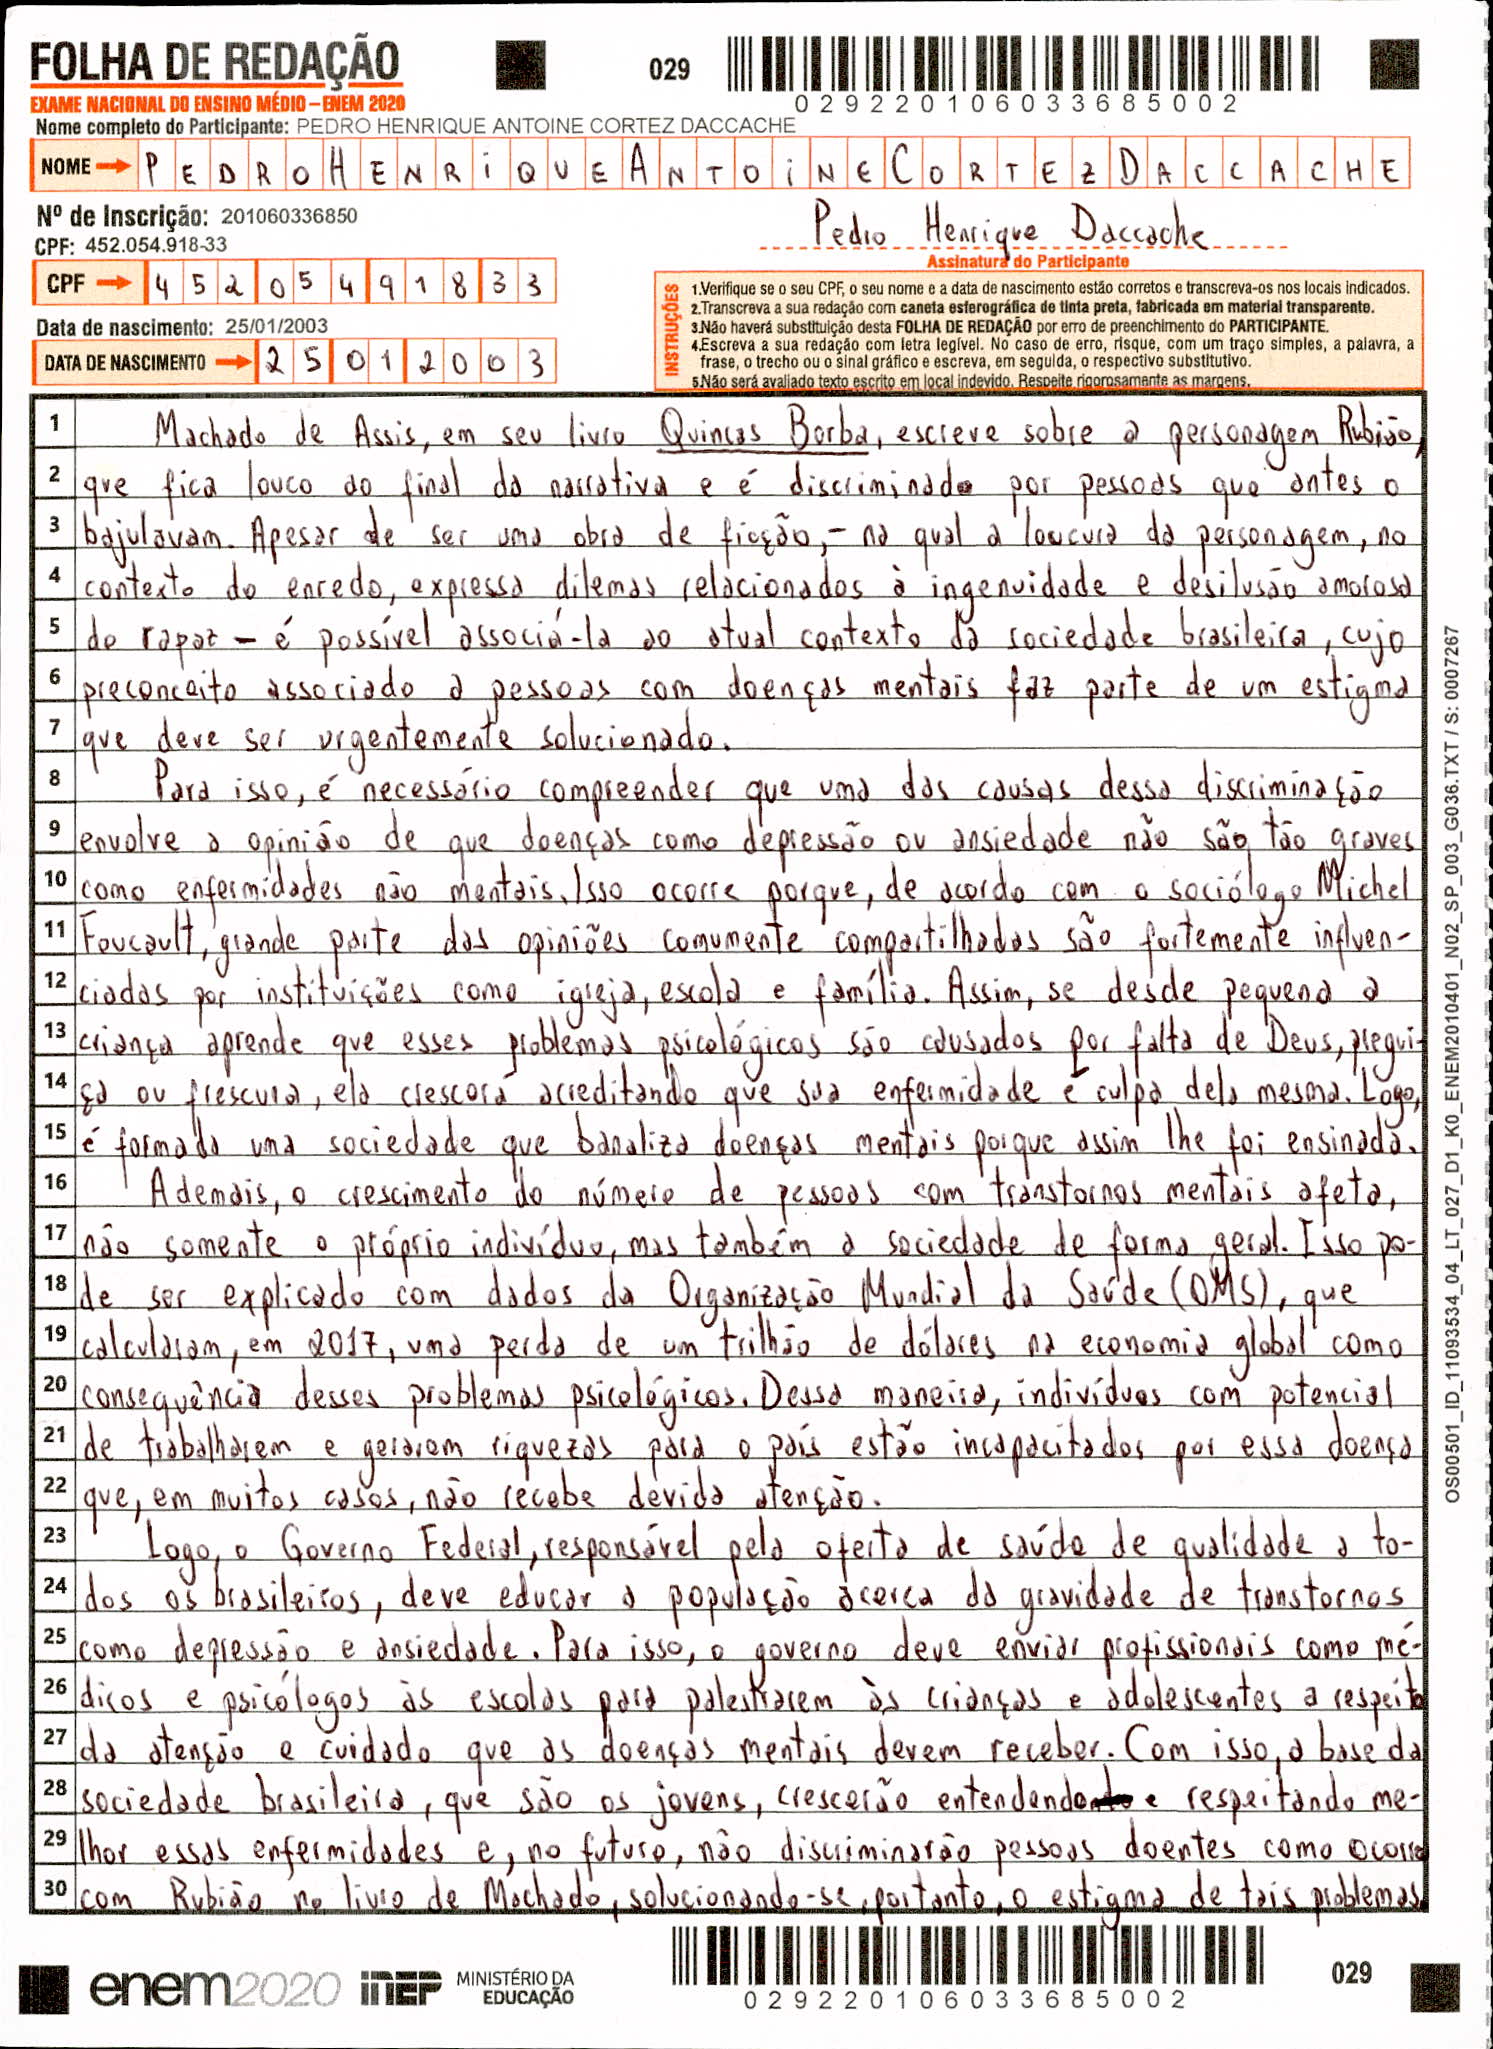 FOLHA DE REDAÇÃO
029
EXAME NACIONAL DO ENSINO MÉDIO – ENEM 2020
02922010603368​5002
Nome completo do Participante: PEDRO HENRIQUE ANTOINE CORTEZ DACCACHE
NOME PEDRO HENRIQUE ANTOINE CORTEZ DACCACHE
Nº de Inscrição: 201060336850
Pedro Henrique Daccache
CPF: 452.054.918-33
Assinatura do Participante
CPF 45205491833
INSTRUÇÕES
1.Verifique se o seu CPF, o seu nome e a data de nascimento estão corretos e transcreva-os nos locais indicados.
2.Transcreva a sua redação com caneta esferográfica de tinta preta, fabricada em material transparente.
3.Não haverá substituição desta FOLHA DE REDAÇÃO por erro de preenchimento do PARTICIPANTE.
4.Escreva a sua redação com letra legível. No caso de erro, risque, com um traço simples, a palavra, a
frase, o trecho ou o sinal gráfico e escreva, em seguida, o respectivo substitutivo.
5.Não será avaliado texto escrito em local indevido. Respeite rigorosamente as margens.
Data de nascimento: 25/01/2003
DATA DE NASCIMENTO 25012003
1 Machado de Assis, em seu livro Quincas Borba, escreve sobre a personagem Rubião,
2 que fica louco ao final da narrativa e é discriminado por pessoas que antes o
3 bajulavam. Apesar de ser uma obra de ficção, – na qual a loucura da personagem, no
4 contexto do enredo, expressa dilemas relacionados à ingenuidade e desilusão amorosa
5 do rapaz – é possível associá-la ao atual contexto da sociedade brasileira, cujo
6 preconceito associado a pessoas com doenças mentais faz parte de um estigma
7 que deve ser urgentemente solucionado.
8 Para isso, é necessário compreender que uma das causas dessa discriminação
9 envolve a opinião de que doenças como depressão ou ansiedade não são tão graves
10 como enfermidades não mentais. Isso ocorre porque, de acordo com o sociólogo Michel
11 Foucault, grande parte das opiniões comumente compartilhadas são fortemente influen-
12 ciadas por instituições como igreja, escola e família. Assim, se desde pequena a
13 criança aprende que esses problemas psicológicos são causados por falta de Deus, pregui-
14 ça ou frescura, ela crescerá acreditando que sua enfermidade é culpa dela mesma. Logo,
15 é formada uma sociedade que banaliza doenças mentais porque assim lhe foi ensinada.
16 Ademais, o crescimento do número de pessoas com transtornos mentais afeta,
17 não somente o próprio indivíduo, mas também a sociedade de forma geral. Isso po-
18 de ser explicado com dados da Organização Mundial da Saúde (OMS), que
19 calcularam, em 2017, uma perda de um trilhão de dólares na economia global como
20 consequência desses problemas psicológicos. Dessa maneira, indivíduos com potencial
21 de trabalharem e gerarem riquezas para o país estão incapacitados por essa doença
22 que, em muitos casos, não recebe devida atenção.
23 Logo, o Governo Federal, responsável pela oferta de saúde de qualidade a to-
24 dos os brasileiros, deve educar a população acerca da gravidade de transtornos
25 como depressão e ansiedade. Para isso, o governo deve enviar profissionais como mé-
26 dicos e psicólogos às escolas para palestrarem às crianças e adolescentes a respeito
27 da atenção e cuidado que as doenças mentais devem receber. Com isso, a base da
28 sociedade brasileira, que são os jovens, crescerão entendendo e respeitando me-
29 lhor essas enfermidades e, no futuro, não discriminarão pessoas doentes como ocorre
30 com Rubião no livro de Machado, solucionando-se, portanto, o estigma de tais problemas.
OS00501_ID_11093534_04_LT_027_D1_K0_ENEM2010401_N02_SP_003_G036.TXT / S: 0007267
enem2020 inep MINISTÉRIO DA
EDUCAÇÃO
029220106033685002
029